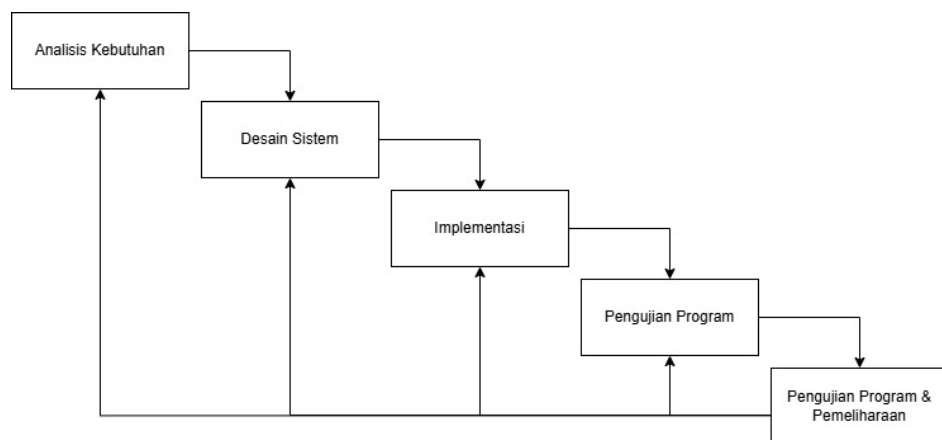 Analisis Kebutuhan
Desain Sistem
Implementasi
Pengujian Program
Pengujian Program &
Pemeliharaan